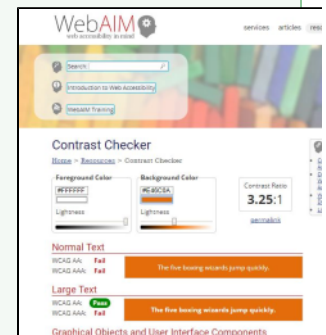 WebAIM
web accessibility in mind
services articles
Search:
Introduction to Web Accessibility
WebAIM Training
Contrast Checker
Home > Resources > Contrast Checker
Foreground Color
#FFFFFF
Lightness
Background Color
Lightness
Contrast Ratio
3.25:1
permalink
Normal Text
WCAG AA: Fail
WCAG AAA: Fail
The five boxing wizards jump quickly.
Large Text
WCAG AA: Pass
WCAG AAA: Fail
The five boxing wizards jump quickly.
Graphical Objects and User Interface Components